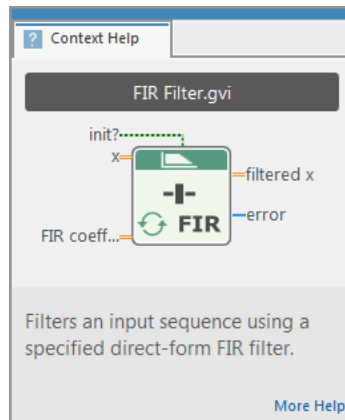 ? Context Help
FIR Filter.gvi
init?
x
filtered x
FIR
error
FIR coeff...
Filters an input sequence using a
specified direct-form FIR filter.
More Help